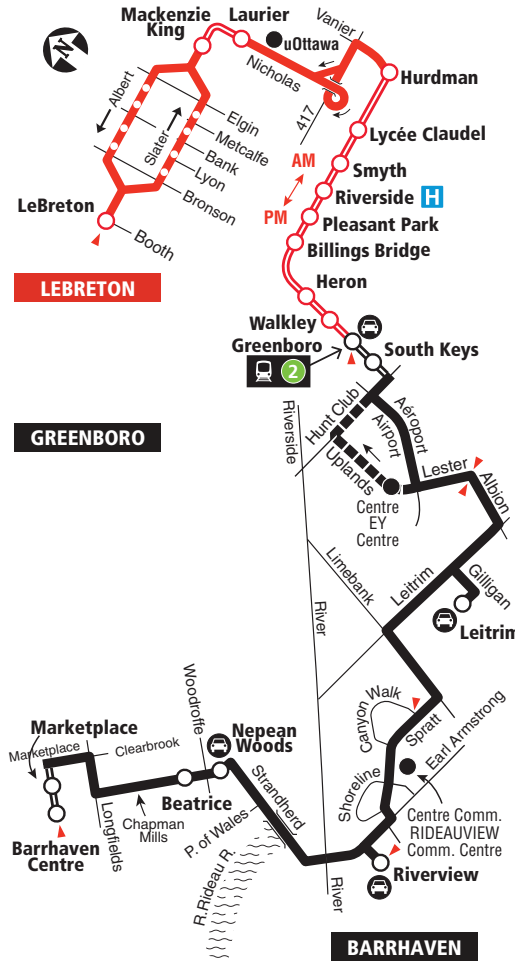 N
Mackenzie
King
Laurier
uOttawa
Vanier
Nicholas
Hurdman
417
Albert
Slater
Elgin
Metcalfe
Bank
Lyon
Bronson
LeBreton
Booth
Lycée Claudel
AM
Smyth
Riverside H
PM
Pleasant Park
Billings Bridge
LEBRETON
Heron
Walkley
Greenboro
2
South Keys
GREENBORO
Riverside
Hunt Club
Uplands
Airport
Aéroport
Lester
Albion
Centre
EY
Centre
Limebank
Leitrim
Gilligan
Leitrim
River
Canyon Walk
Spratt
Earl Armstrong
Shoreline
Centre Comm.
RIDEAUVIEW
Comm. Centre
Marketplace
Marketplace
Clearbrook
Woodroffe
Nepean
Woods
Strandherd
Beatrice
Chapman
Mills
Longfields
P. of Wales
Barrhaven
Centre
R.Rideau R.
River
Riverview
BARRHAVEN